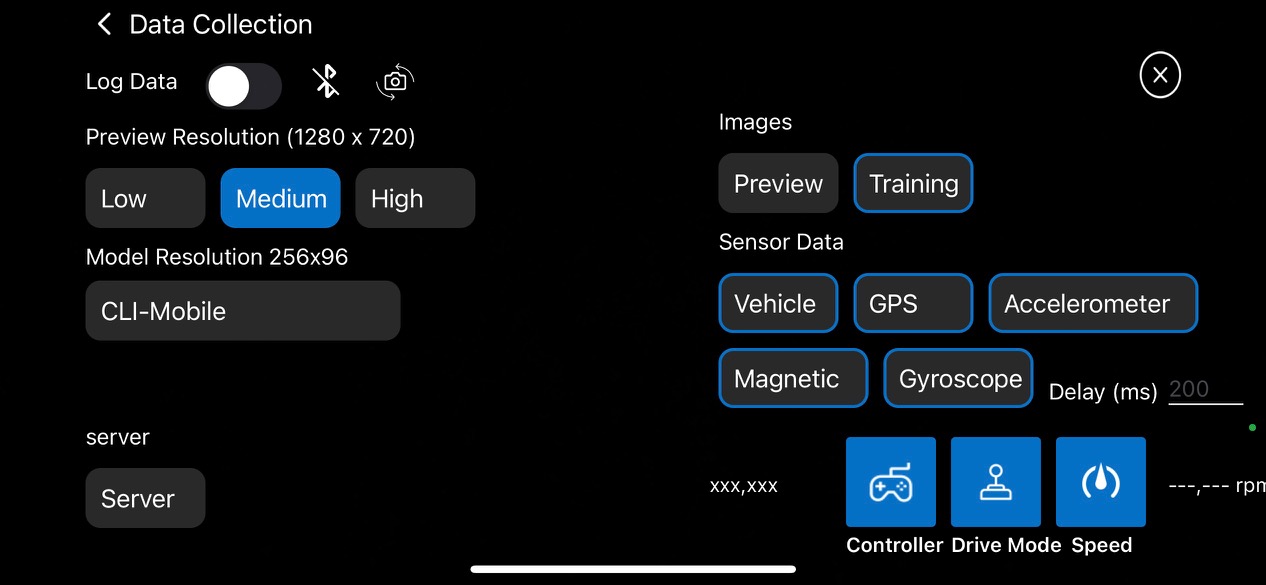 Data Collection
Log Data
Preview Resolution (1280 x 720)
Low Medium High
Model Resolution 256x96
CLI-Mobile
server
Server
Images
Preview Training
Sensor Data
Vehicle GPS Accelerometer
Magnetic Gyroscope Delay (ms) 200
xxx,xxx ---,--- rpm
Controller Drive Mode Speed